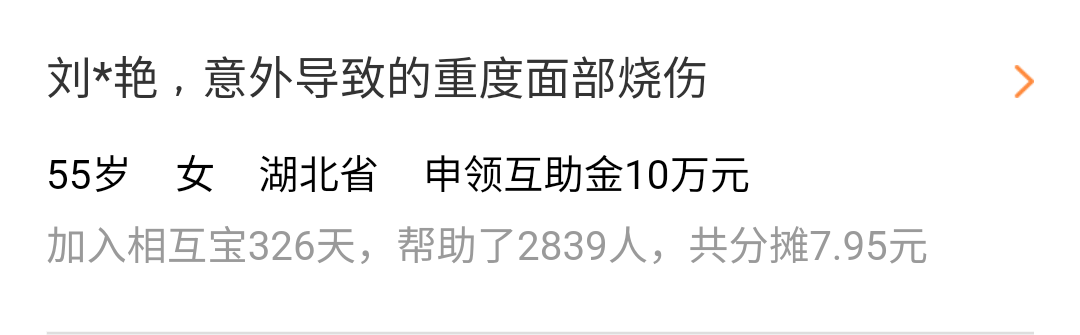 刘*艳，意外导致的重度面部烧伤
55岁 女 湖北省 申领互助金10万元
加入相互宝326天，帮助了2839人，共分摊7.95元